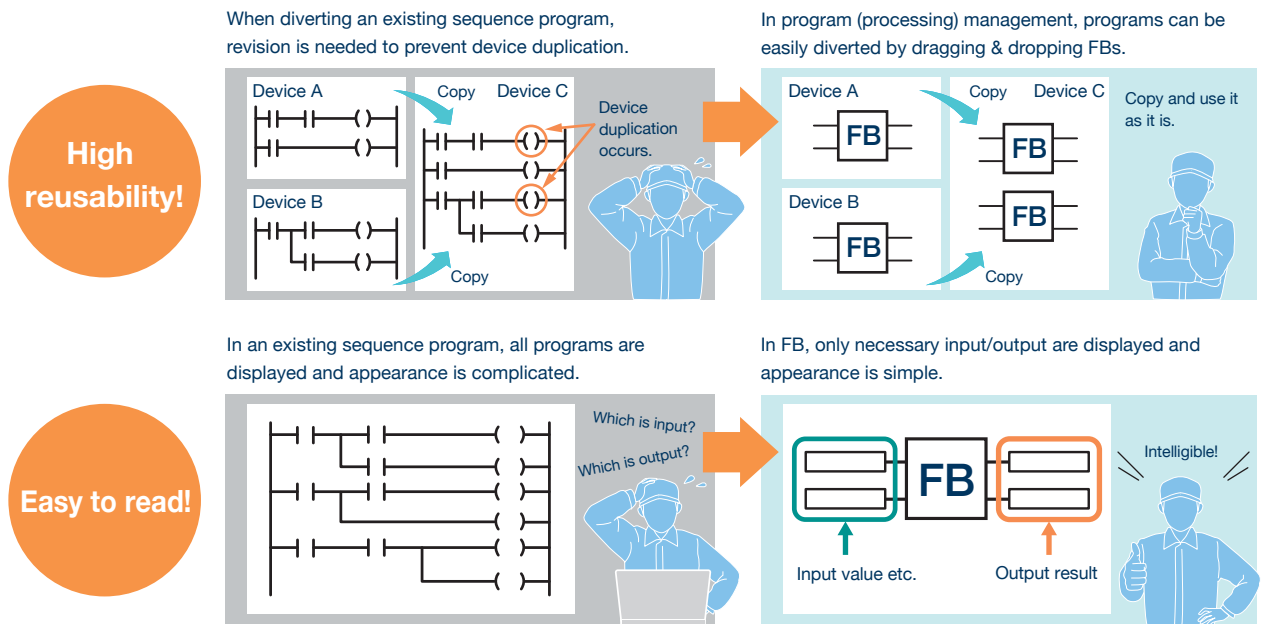 High
reusability!
When diverting an existing sequence program,
revision is needed to prevent device duplication.
Device A
Device B
Copy
Device C
Copy
Device
duplication
occurs.
In program (processing) management, programs can be
easily diverted by dragging & dropping FBs.
Device A
FB
Device B
FB
Copy
Device C
FB
FB
Copy
Copy and use it
as it is.
Easy to read!
In an existing sequence program, all programs are
displayed and appearance is complicated.
Which is input?
Which is output?
In FB, only necessary input/output are displayed and
appearance is simple.
FB
Input value etc.
Output result
Intelligible!